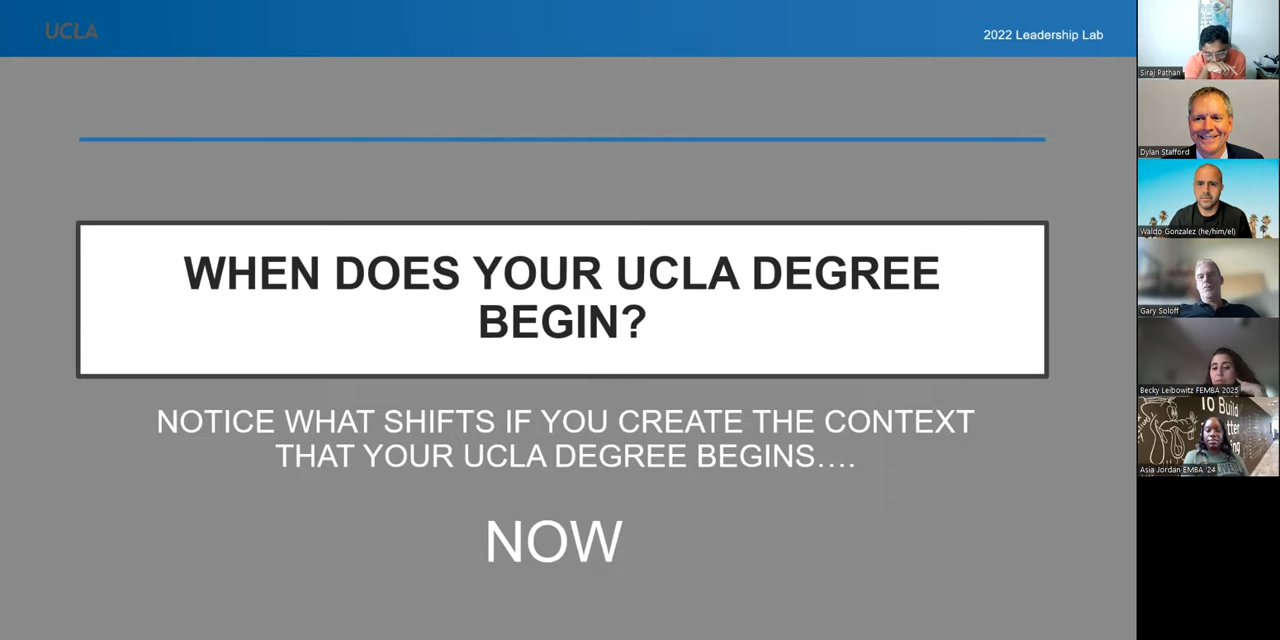 UCLA
2022 Leadership Lab
WHEN DOES YOUR UCLA DEGREE
BEGIN?
NOTICE WHAT SHIFTS IF YOU CREATE THE CONTEXT
THAT YOUR UCLA DEGREE BEGINS....
NOW
Siraj Pathan
Dylan Stafford
Waldo Gonzalez (he/him/el)
Gary Soloff
Becky Leibowitz FEMBA 2025
To Build
Asia Jordan EMBA '24